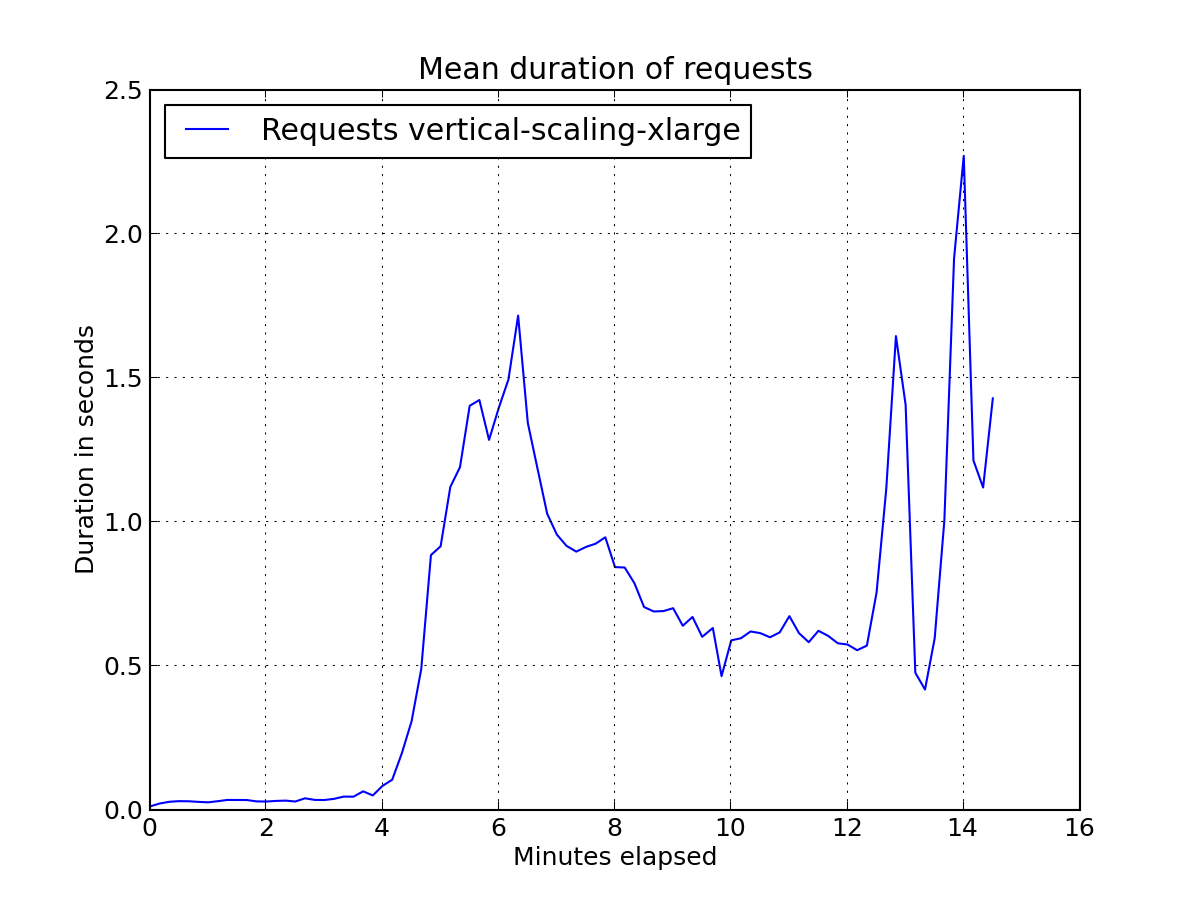 Mean duration of requests
Requests vertical-scaling-xlarge
2.5
2.0
1.5
1.0
0.5
0.0
Duration in seconds
0 2 4 6 8 10 12 14 16
Minutes elapsed